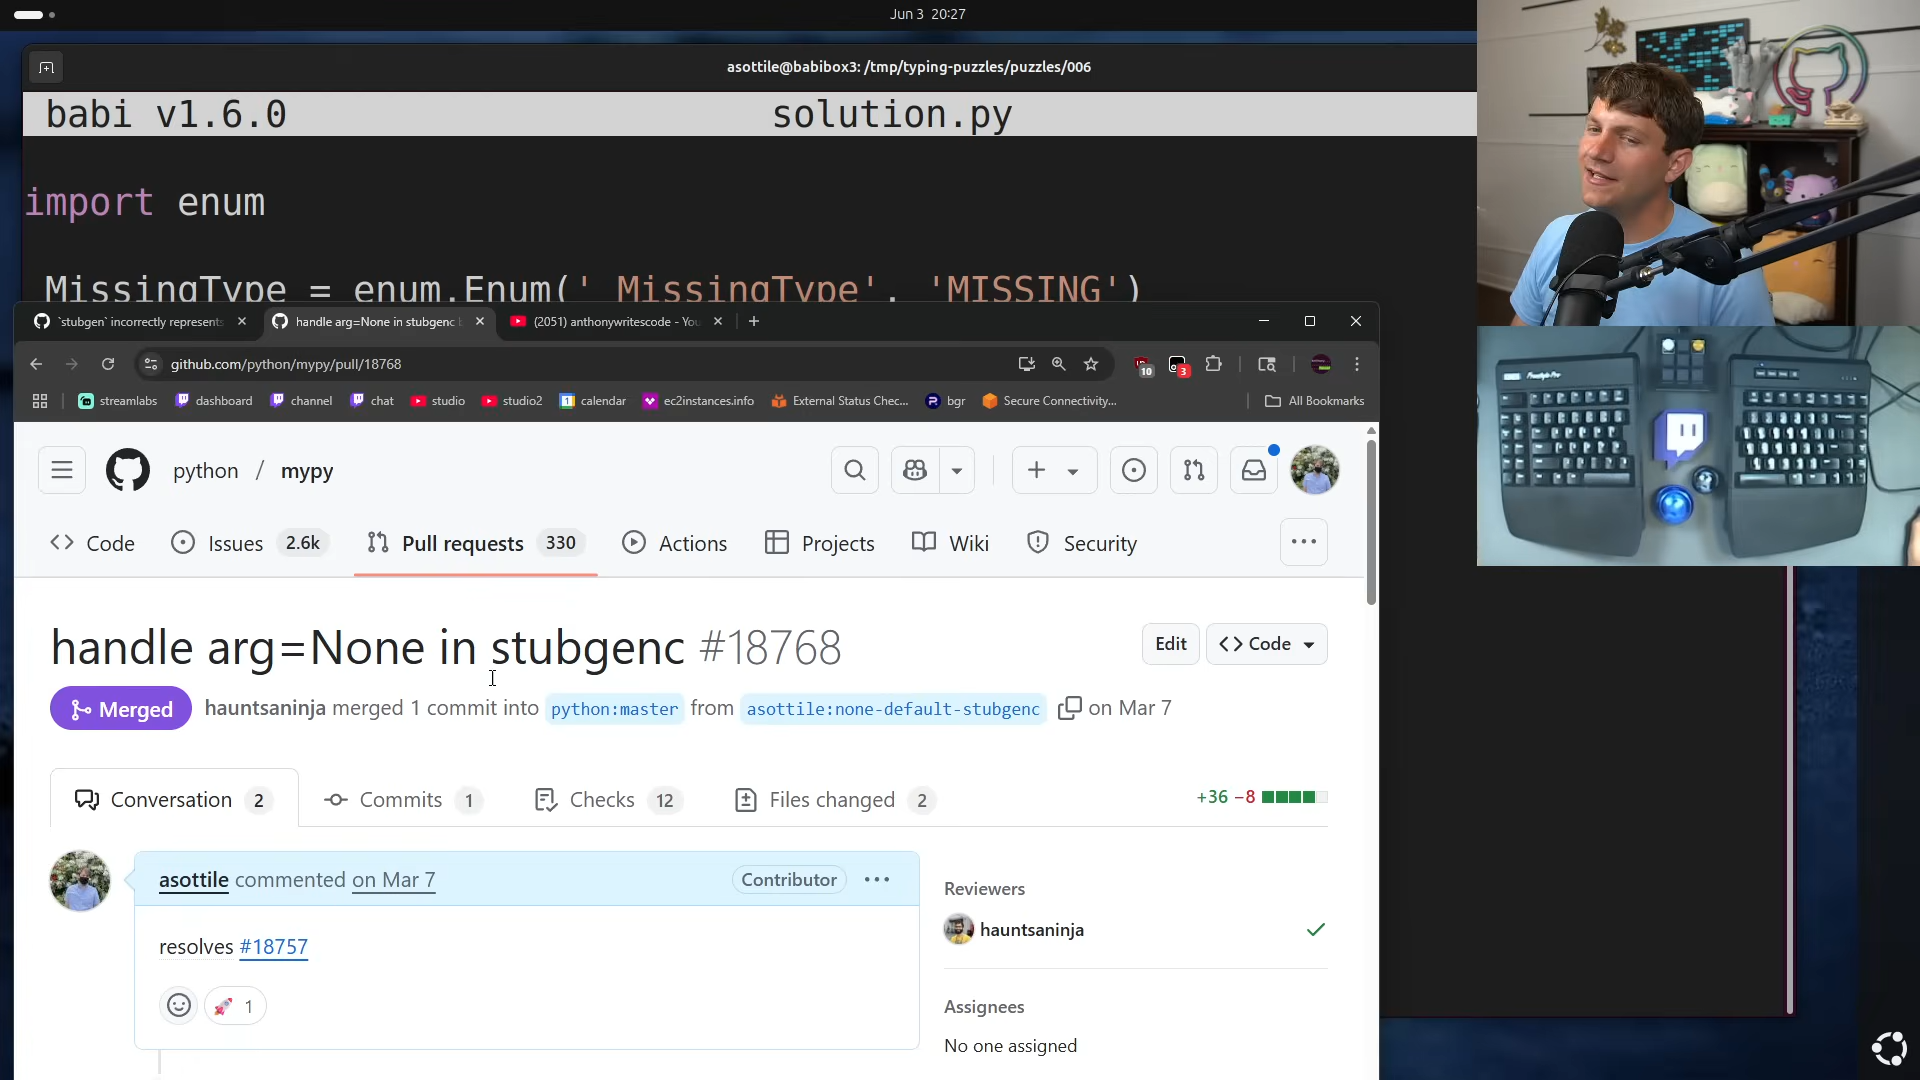 Jun 3 20:27
asottile@babibox3: /tmp/typing-puzzles/puzzles/006
babi v1.6.0 solution.py
import enum
MissingType = enum.Enum('_MissingType', 'MISSING')
`stubgen` incorrectly represents
handle arg=None in stubgenc
(2051) anthonywritescode - You
github.com/python/mypy/pull/18768
10
3
streamlabs
dashboard
channel
chat
studio
studio2
calendar
ec2instances.info
External Status Chec...
bgr
Secure Connectivity...
All Bookmarks
python / mypy
Code
Issues 2.6k
Pull requests 330
Actions
Projects
Wiki
Security
handle arg=None in stubgenc #18768
Edit
Code
Merged
hauntsaninja merged 1 commit into python:master from asottile:none-default-stubgenc on Mar 7
Conversation 2
Commits 1
Checks 12
Files changed 2
+36 −8
asottile commented on Mar 7
Contributor
resolves #18757
1
Reviewers
hauntsaninja
Assignees
No one assigned